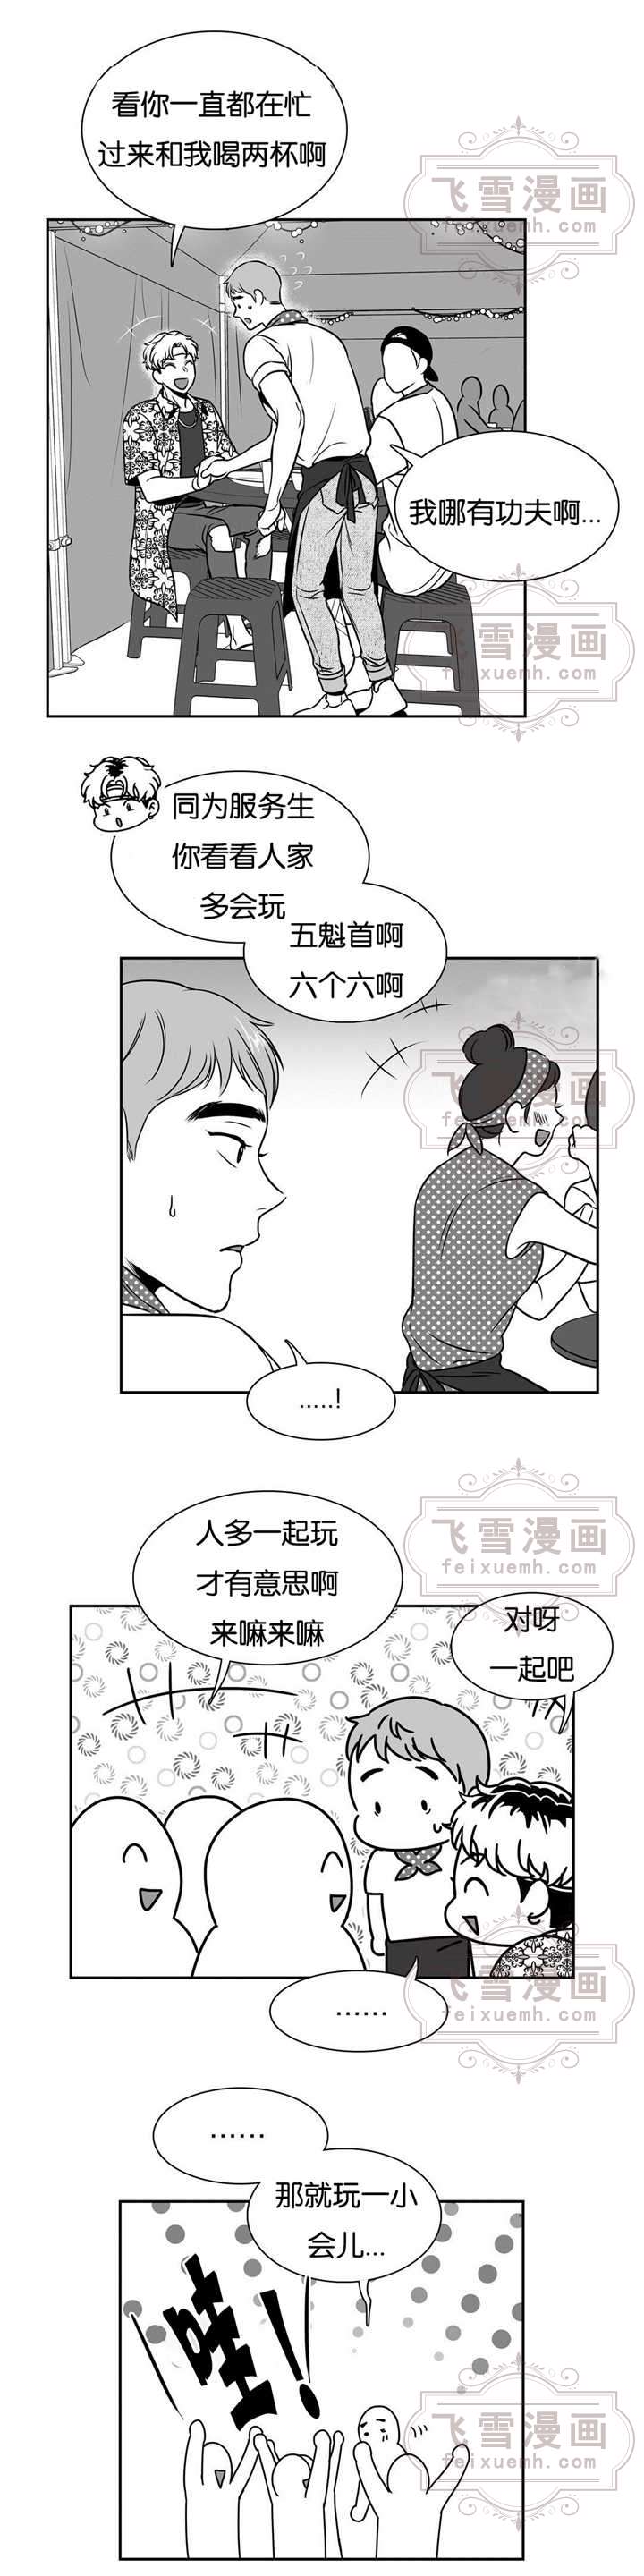 看你一直都在忙
过来和我喝两杯啊
飞雪漫画
feixuemh.com
我哪有功夫啊...
飞雪漫画
feixuemh.com
同为服务生
你看看人家
多会玩
五魁首啊
六个六啊
飞雪漫画
feixuemh.com
.....!
飞雪漫画
feixuemh.com
人多一起玩
才有意思啊
来嘛来嘛
对呀
一起吧
飞雪漫画
feixuemh.com
......
......
那就玩一小
会儿...
哇!
飞雪漫画
feixuemh.com